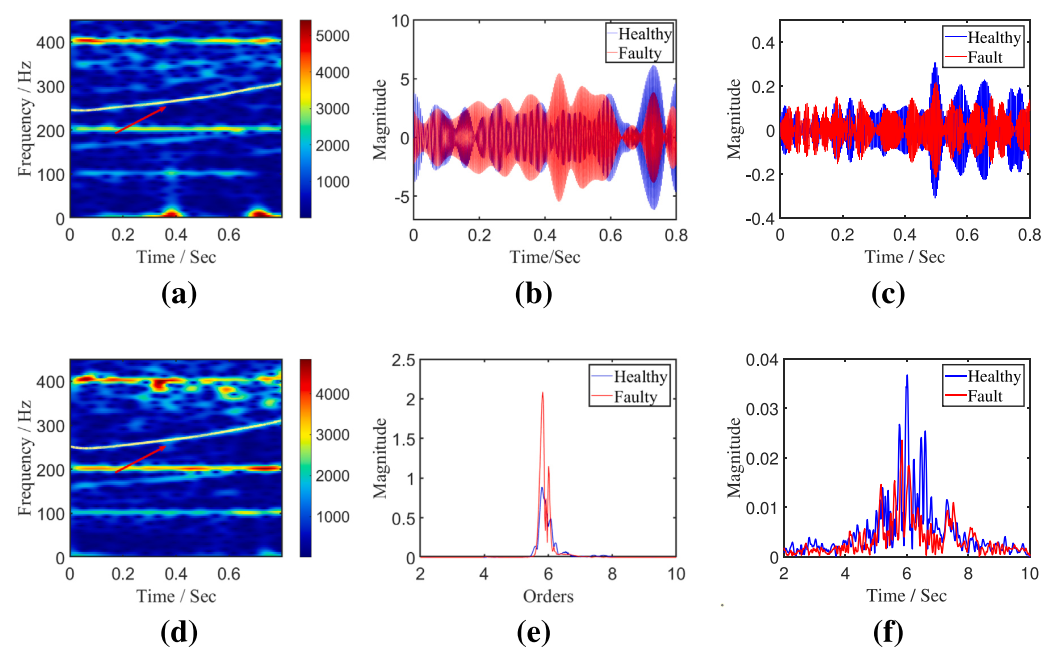 400
300
200
100
0
Frequency / Hz
0
0.2
0.4
0.6
Time / Sec
5000
4000
3000
2000
1000
0
(a)
10
5
0
-5
Magnitude
Healthy
Faulty
0
0.2
0.4
0.6
0.8
Time/Sec
(b)
0.4
0.2
0
-0.2
-0.4
Magnitude
Healthy
Fault
0
0.2
0.4
0.6
0.8
Time / Sec
(c)
400
300
200
100
0
Frequency / Hz
0
0.2
0.4
0.6
Time / Sec
4000
3000
2000
1000
0
(d)
2.5
2
1.5
1
0.5
0
Magnitude
Healthy
Faulty
2
4
6
8
10
Orders
(e)
0.04
0.03
0.02
0.01
0
Magnitude
Healthy
Fault
2
4
6
8
10
Time / Sec
(f)